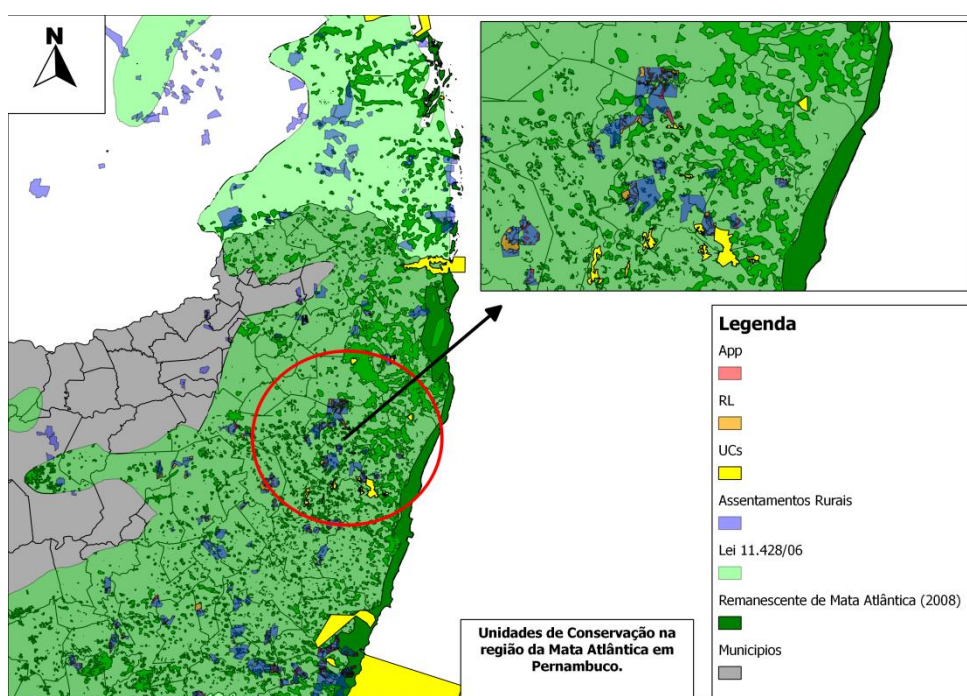 N
Legenda
App
RL
UCs
Assentamentos Rurais
Lei 11.428/06
Remanescente de Mata Atlântica (2008)
Municipios
Unidades de Conservação na
região da Mata Atlântica em
Pernambuco.